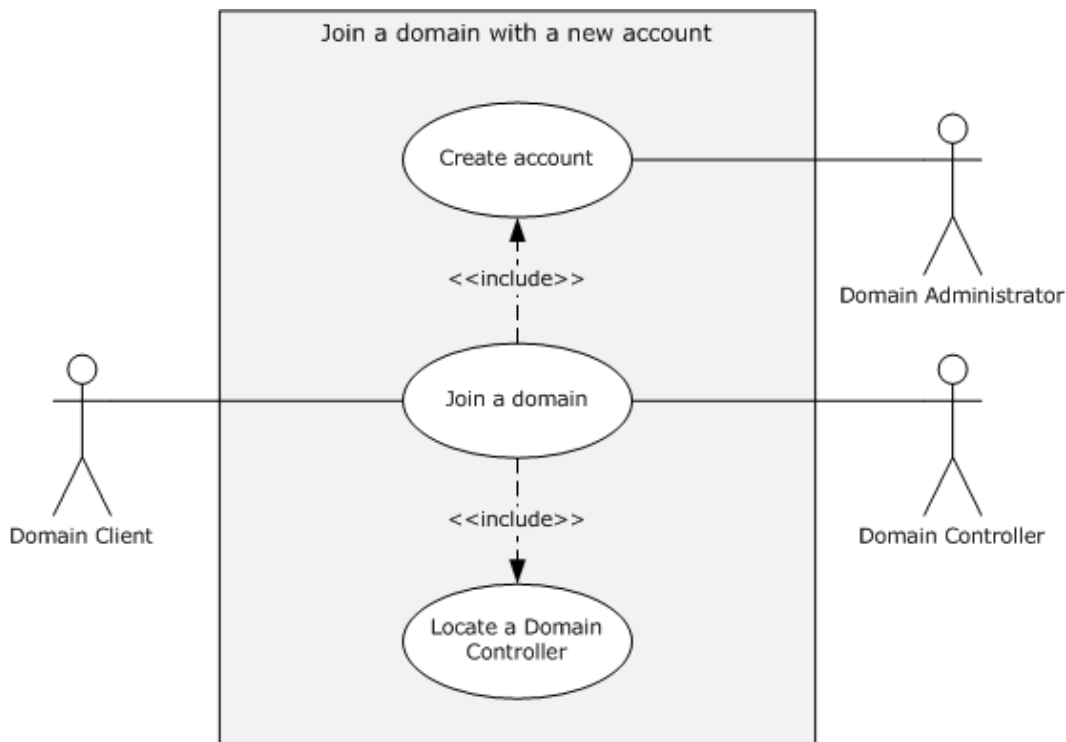 Join a domain with a new account
Create account
<<include>>
Domain Administrator
Join a domain
Domain Client
<<include>>
Domain Controller
Locate a Domain
Controller